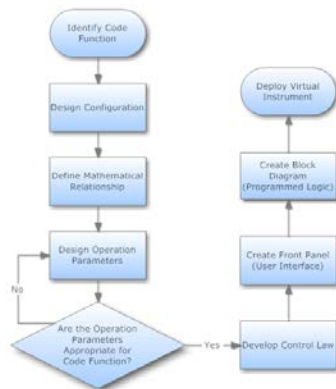 Identify Code
Function
Design Configuration
Define Mathematical
Relationship
Design Operation
Parameters
No
Are the Operation
Parameters
Appropriate for
Code Function?
Yes
Develop Control Law
Create Front Panel
(User Interface)
Create Block
Diagram
(Programmed Logic)
Deploy Virtual
Instrument